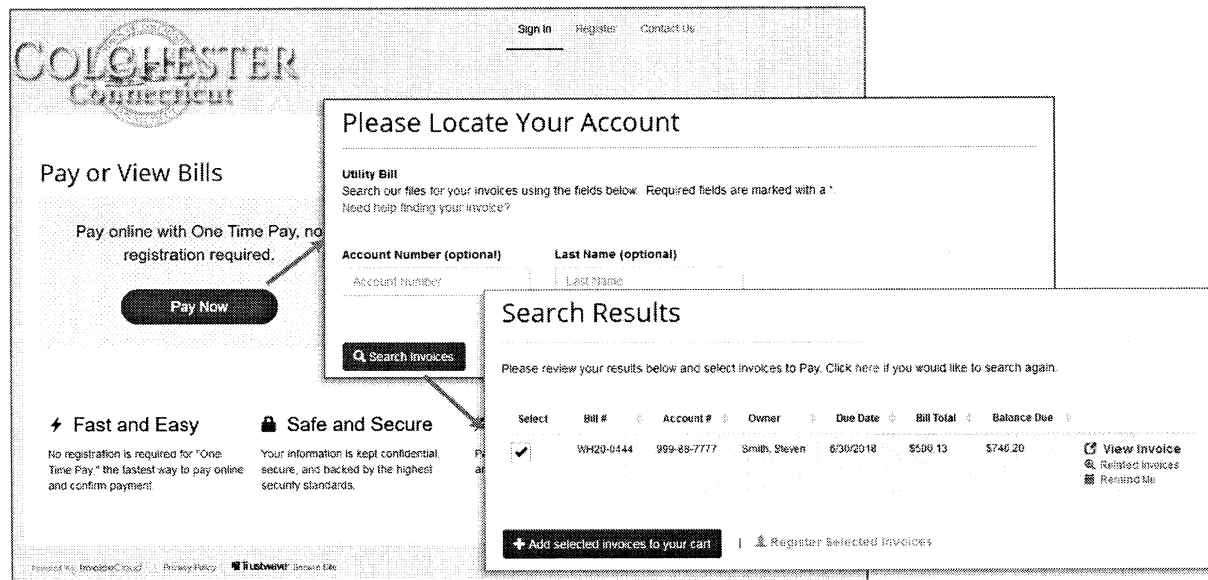 COLCHESTER
Connecticut
Sign In Register Contact Us
Pay or View Bills
Pay online with One Time Pay, no
registration required.
Pay Now
Fast and Easy
No registration is required for "One
Time Pay," the fastest way to pay online
and confirm payment.
Safe and Secure
Your information is kept confidential,
secure, and backed by the highest
security standards.
Powered by InvoiceCloud | Privacy Policy Trustwave Secure Site
Please Locate Your Account
Utility Bill
Search our files for your invoices using the fields below. Required fields are marked with a *.
Need help finding your invoice?
Account Number (optional) Last Name (optional)
Account Number Last Name
Search Invoices
Search Results
Please review your results below and select invoices to Pay. Click here if you would like to search again.
Select Bill # Account # Owner Due Date Bill Total Balance Due
WH20-0444 999-88-7777 Smith, Steven 6/30/2018 $500.13 $746.20
View Invoice
Related Invoices
Remind Me
+ Add selected invoices to your cart | Register Selected Invoices